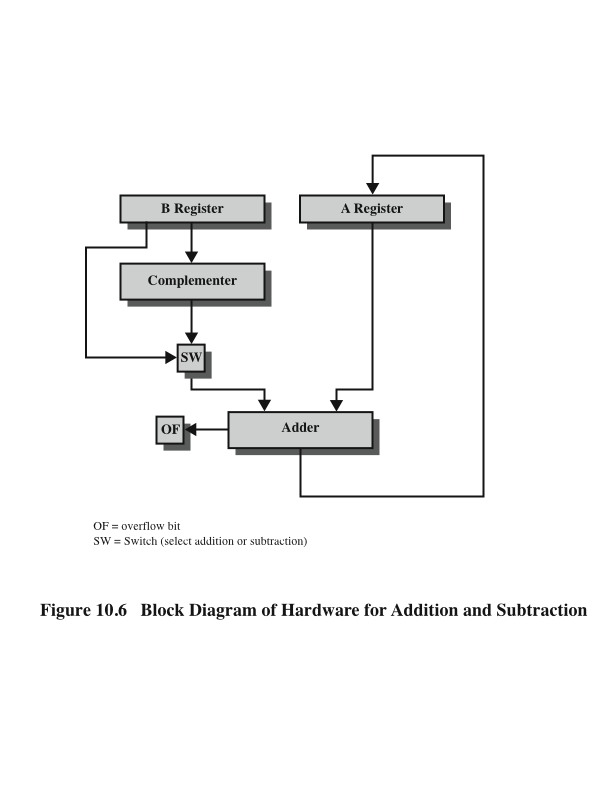 B Register
A Register
Complementer
SW
OF
Adder
OF = overflow bit
SW = Switch (select addition or subtraction)
Figure 10.6 Block Diagram of Hardware for Addition and Subtraction